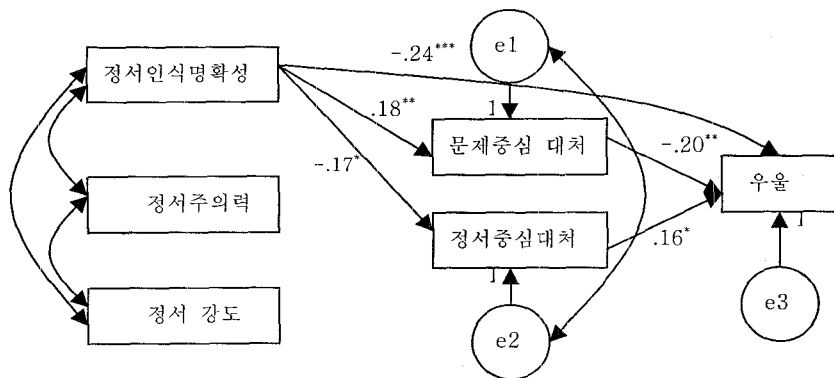 e1
-.24***
정서인식명확성
.18**
1
문제중심 대처
-.20**
-.17*
우울
정서주의력
1
정서중심대처
.16*
1
정서 강도
e3
e2